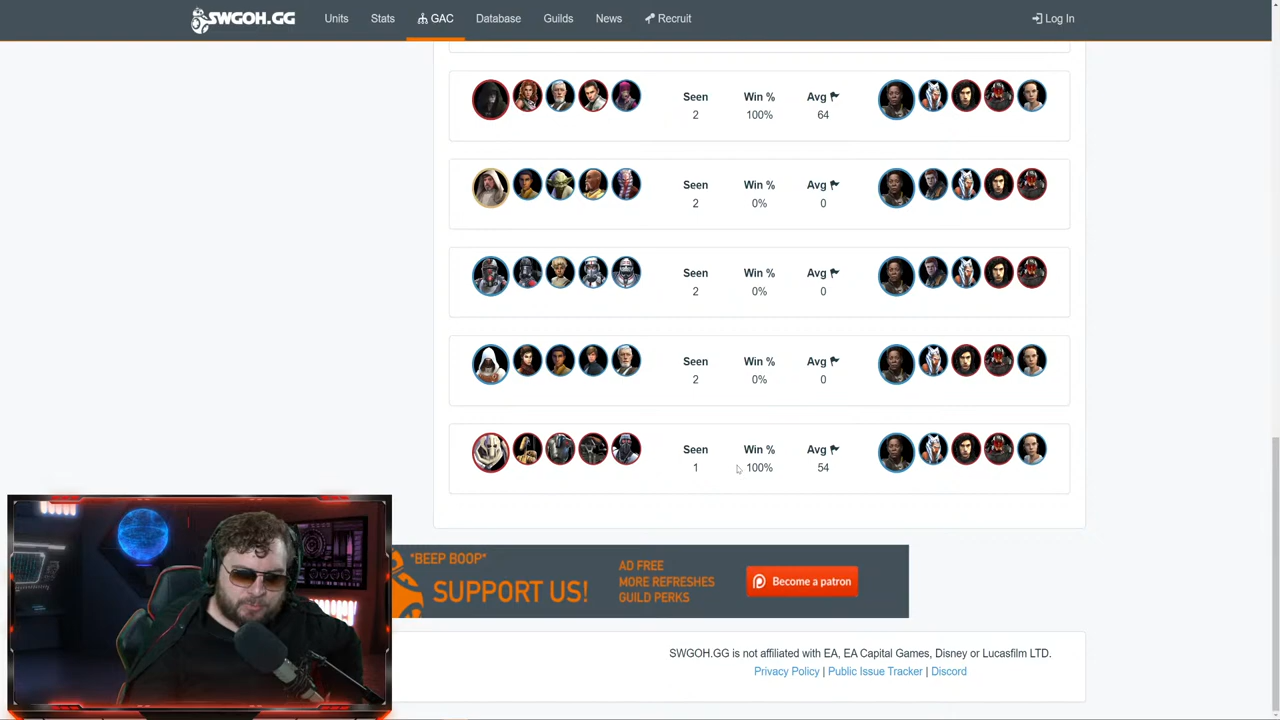 SWGOH.GG Units Stats GAC Database Guilds News Recruit Log In
Seen Win % Avg
2 100% 64
Seen Win % Avg
2 0% 0
Seen Win % Avg
2 0% 0
Seen Win % Avg
2 0% 0
Seen Win % Avg
1 100% 54
*BEEP BOOP*
SUPPORT US!
AD FREE
MORE REFRESHES
GUILD PERKS
Become a patron
SWGOH.GG is not affiliated with EA, EA Capital Games, Disney or Lucasfilm LTD.
Privacy Policy | Public Issue Tracker | Discord